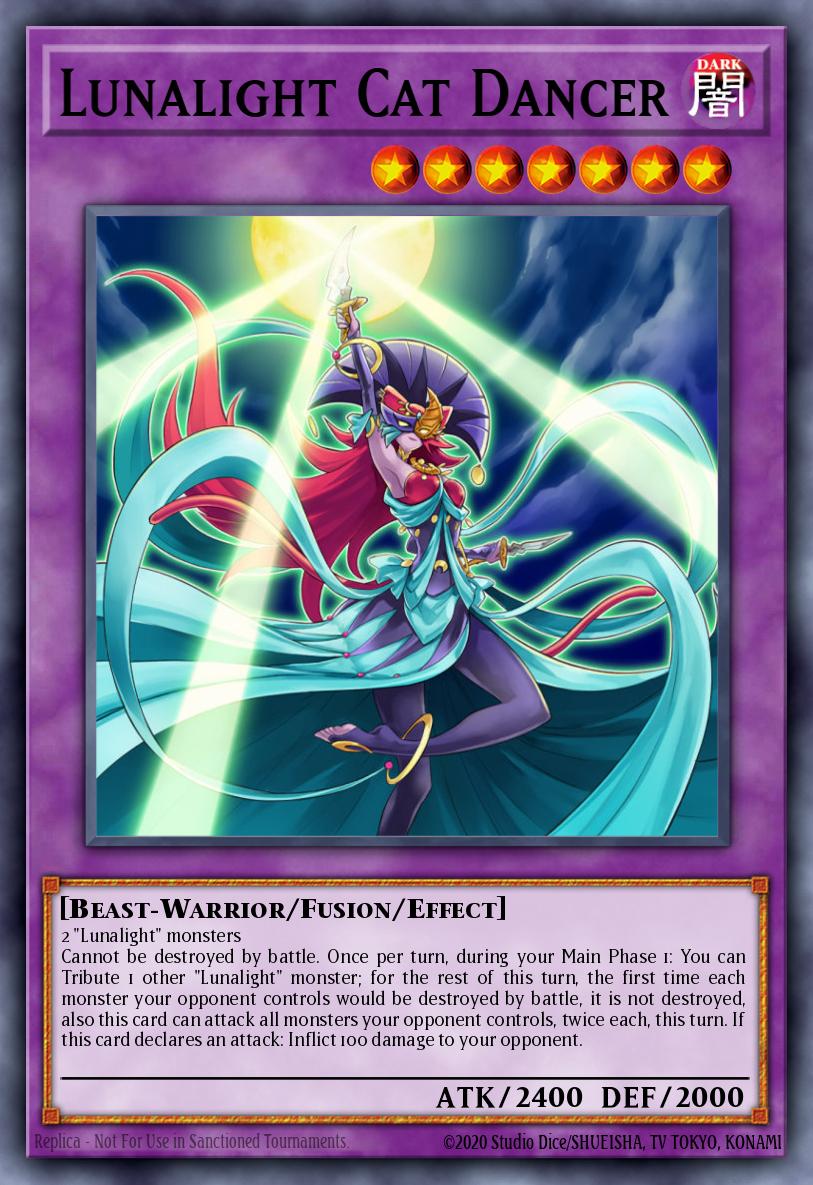 Lunalight Cat Dancer
DARK
闇
[Beast-Warrior/Fusion/Effect]
2 "Lunalight" monsters
Cannot be destroyed by battle. Once per turn, during your Main Phase 1: You can
Tribute 1 other "Lunalight" monster; for the rest of this turn, the first time each
monster your opponent controls would be destroyed by battle, it is not destroyed,
also this card can attack all monsters your opponent controls, twice each, this turn. If
this card declares an attack: Inflict 100 damage to your opponent.
ATK/2400 DEF/2000
Replica - Not For Use in Sanctioned Tournaments.
©2020 Studio Dice/SHUEISHA, TV TOKYO, KONAMI